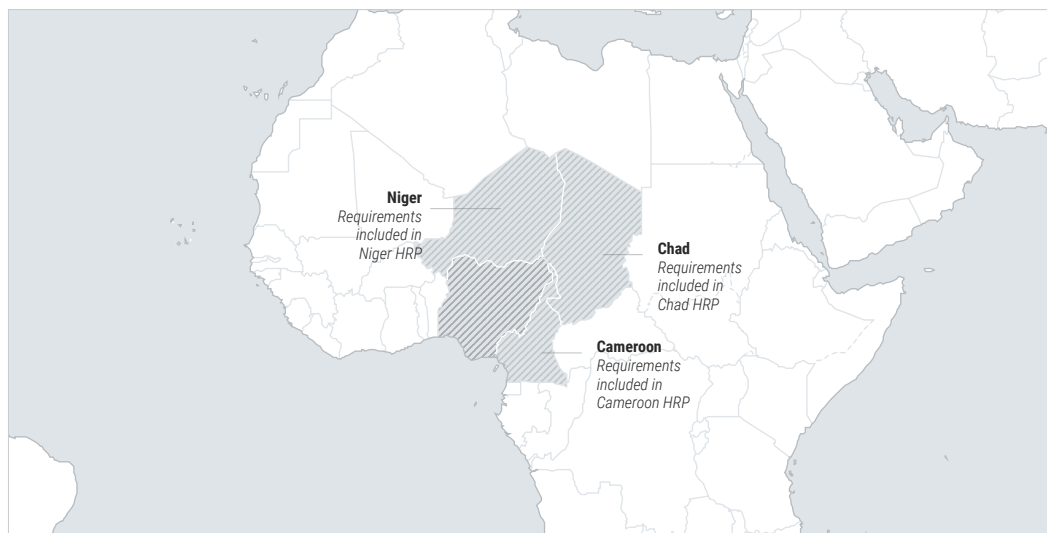 Niger
Requirements
included in
Niger HRP
Chad
Requirements
included in
Chad HRP
Cameroon
Requirements
included in
Cameroon HRP